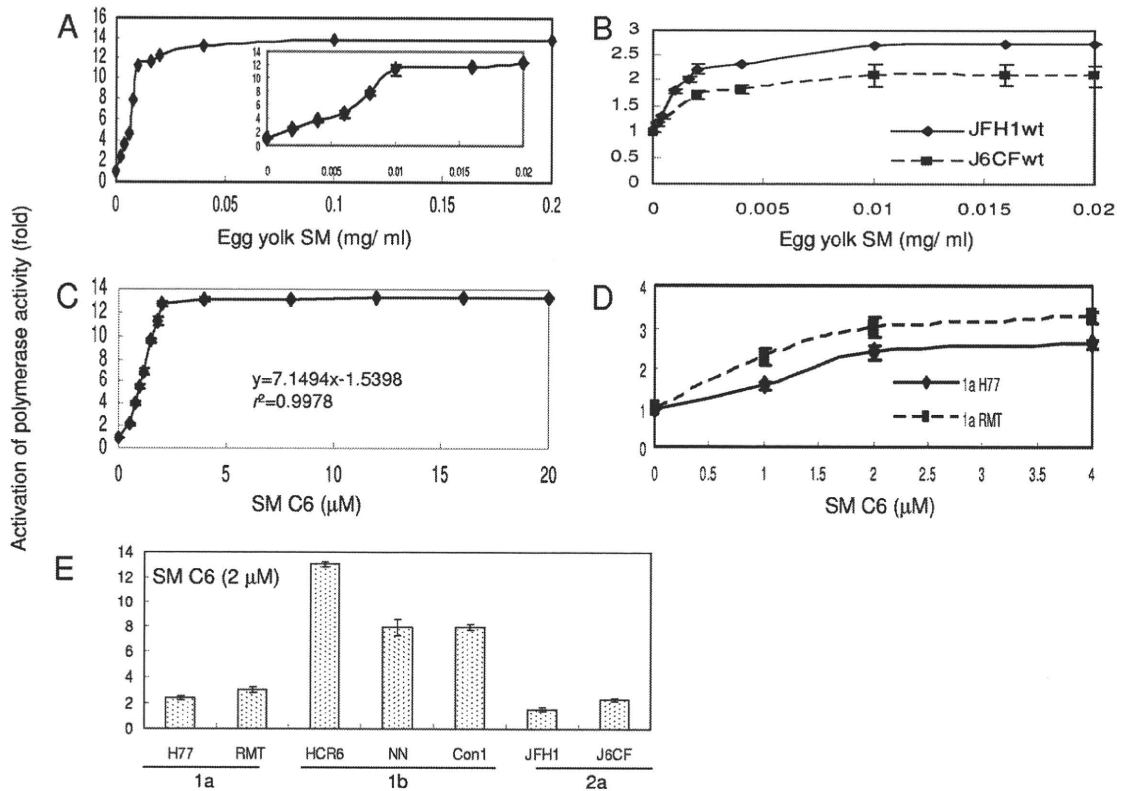 Activation of polymerase activity (fold)
A
16
14
12
10
8
6
4
2
0
0 0.05 0.1 0.15 0.2
Egg yolk SM (mg/ ml)
14
12
10
8
6
4
2
0
0 0.005 0.01 0.015 0.02
B
3
2.5
2
1.5
1
0.5
0
0 0.005 0.01 0.015 0.02
Egg yolk SM (mg/ ml)
JFH1wt
J6CFwt
C
14
12
10
8
6
4
2
0
0 5 10 15 20
SM C6 (μM)
y=7.1494x-1.5398
r²=0.9978
D
4
3
2
1
0
0 0.5 1 1.5 2 2.5 3 3.5 4
SM C6 (μM)
1a H77
1a RMT
E
SM C6 (2 μM)
14
12
10
8
6
4
2
0
H77 RMT HCR6 NN Con1 JFH1 J6CF
1a 1b 2a